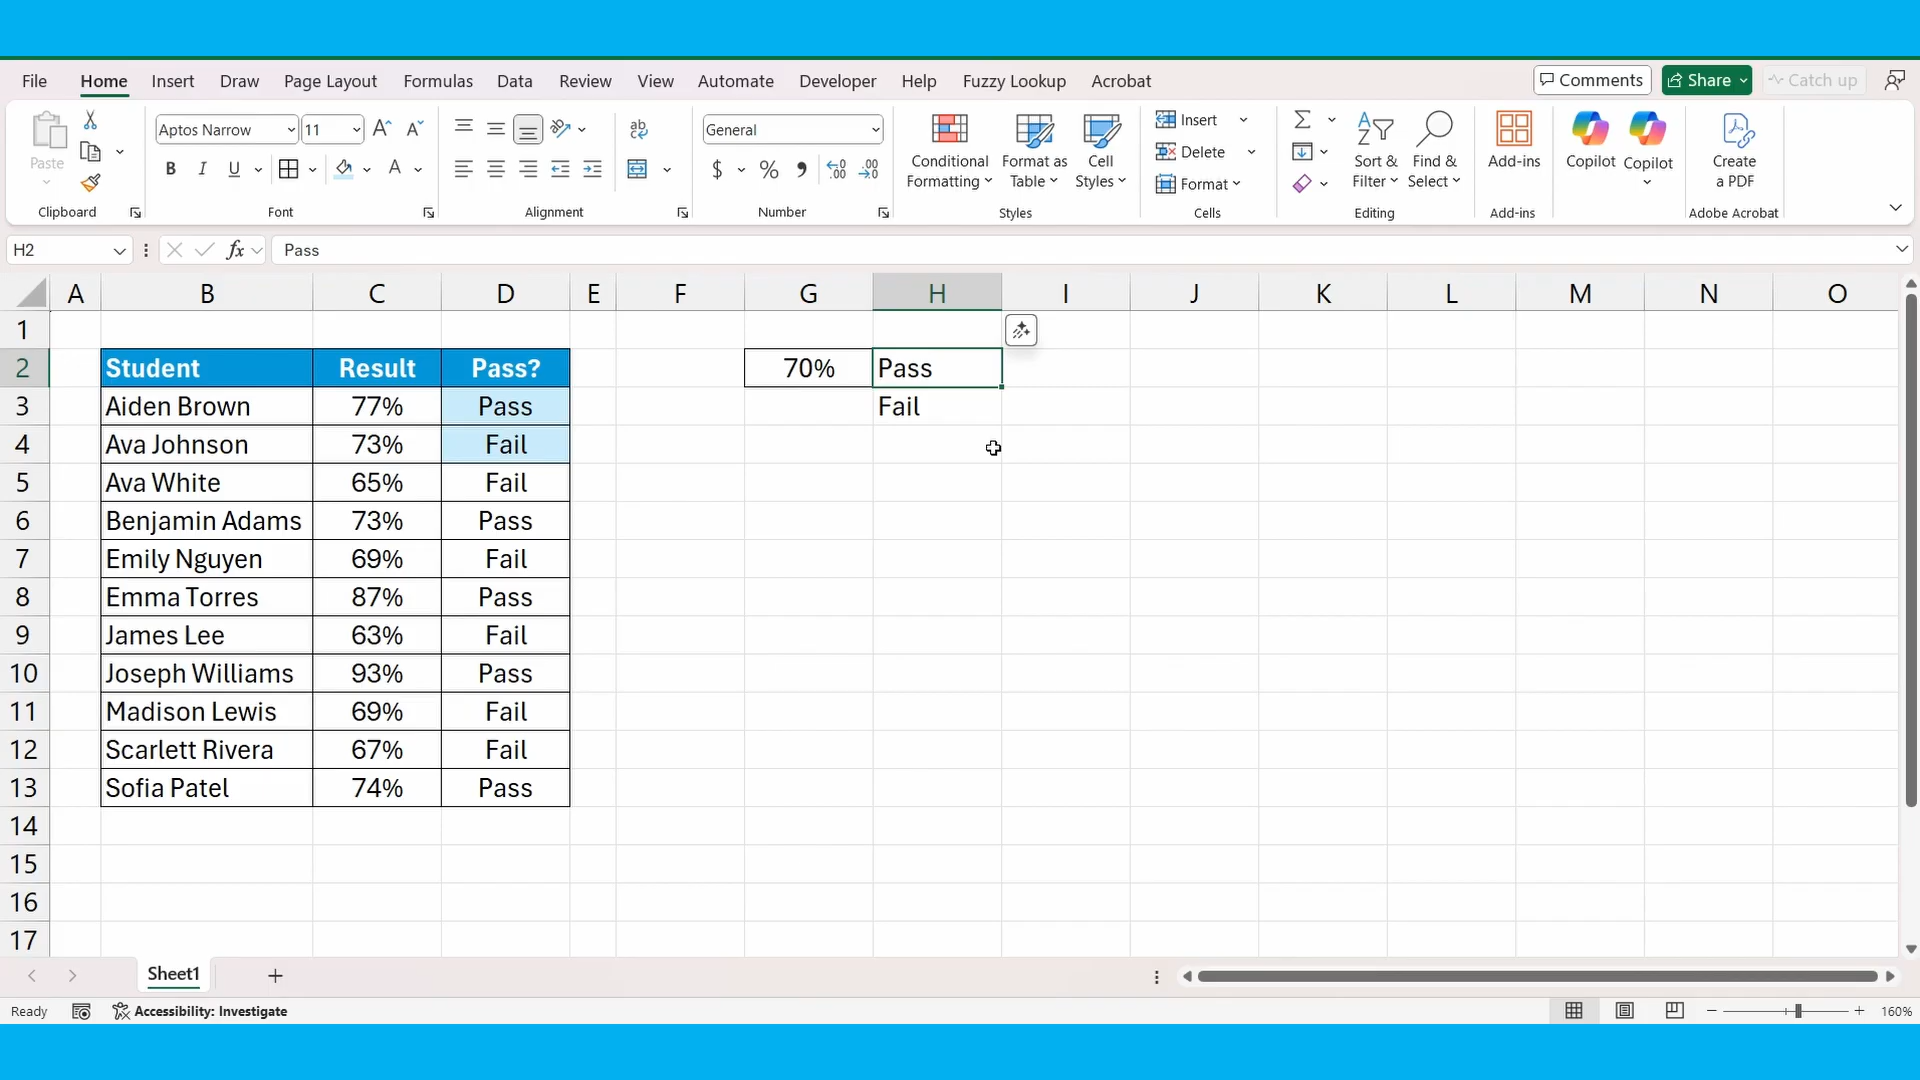 File Home Insert Draw Page Layout Formulas Data Review View Automate Developer Help Fuzzy Lookup Acrobat Comments Share Catch up
Paste
Clipboard
Aptos Narrow 11
B I U A
Font
ab
Alignment
General
$ % ,
Number
Conditional Formatting
Format as Table
Cell Styles
Styles
Insert
Delete
Format
Cells
Sort & Filter
Find & Select
Editing
Add-ins
Add-ins
Copilot
Copilot
Create a PDF
Adobe Acrobat
H2 fx Pass
A B C D E F G H I J K L M N O
1
2 Student Result Pass? 70% Pass
3 Aiden Brown 77% Pass Fail
4 Ava Johnson 73% Fail
5 Ava White 65% Fail
6 Benjamin Adams 73% Pass
7 Emily Nguyen 69% Fail
8 Emma Torres 87% Pass
9 James Lee 63% Fail
10 Joseph Williams 93% Pass
11 Madison Lewis 69% Fail
12 Scarlett Rivera 67% Fail
13 Sofia Patel 74% Pass
14
15
16
17
Sheet1
Ready Accessibility: Investigate 160%